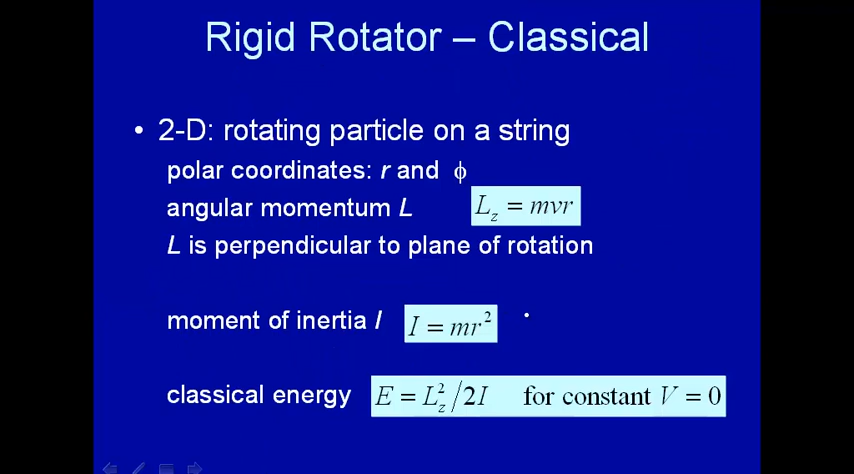 Rigid Rotator – Classical
• 2-D: rotating particle on a string
polar coordinates: r and ϕ
angular momentum L L_z = mvr
L is perpendicular to plane of rotation
moment of inertia I I = mr²
classical energy E = L_z²/2I for constant V = 0